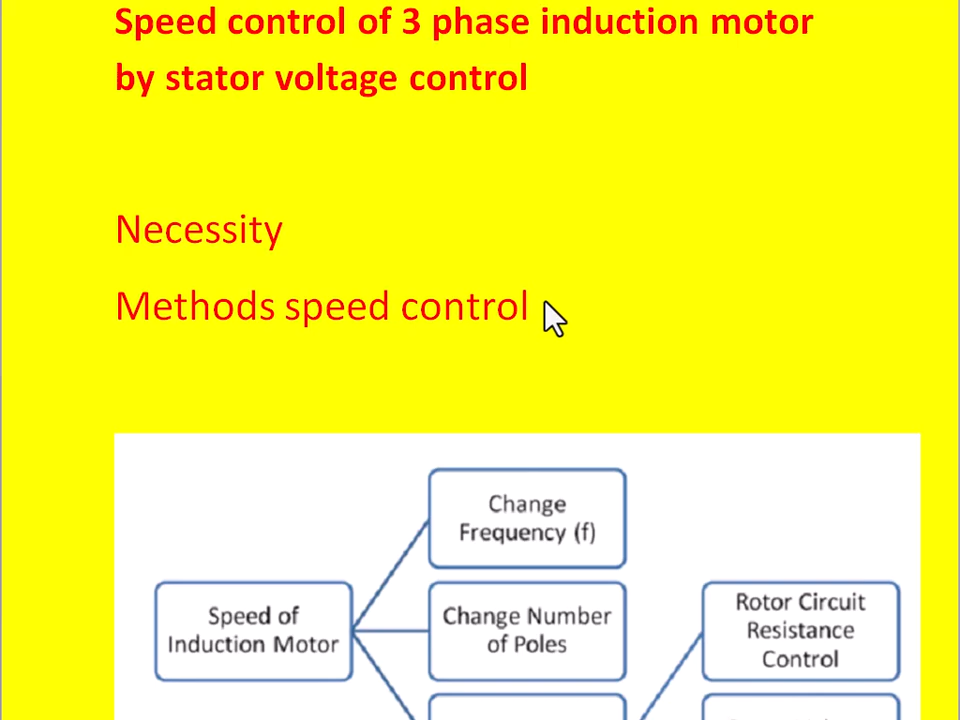 Speed control of 3 phase induction motor
by stator voltage control
Necessity
Methods speed control
Change
Frequency (f)
Speed of
Induction Motor
Change Number
of Poles
Rotor Circuit
Resistance
Control